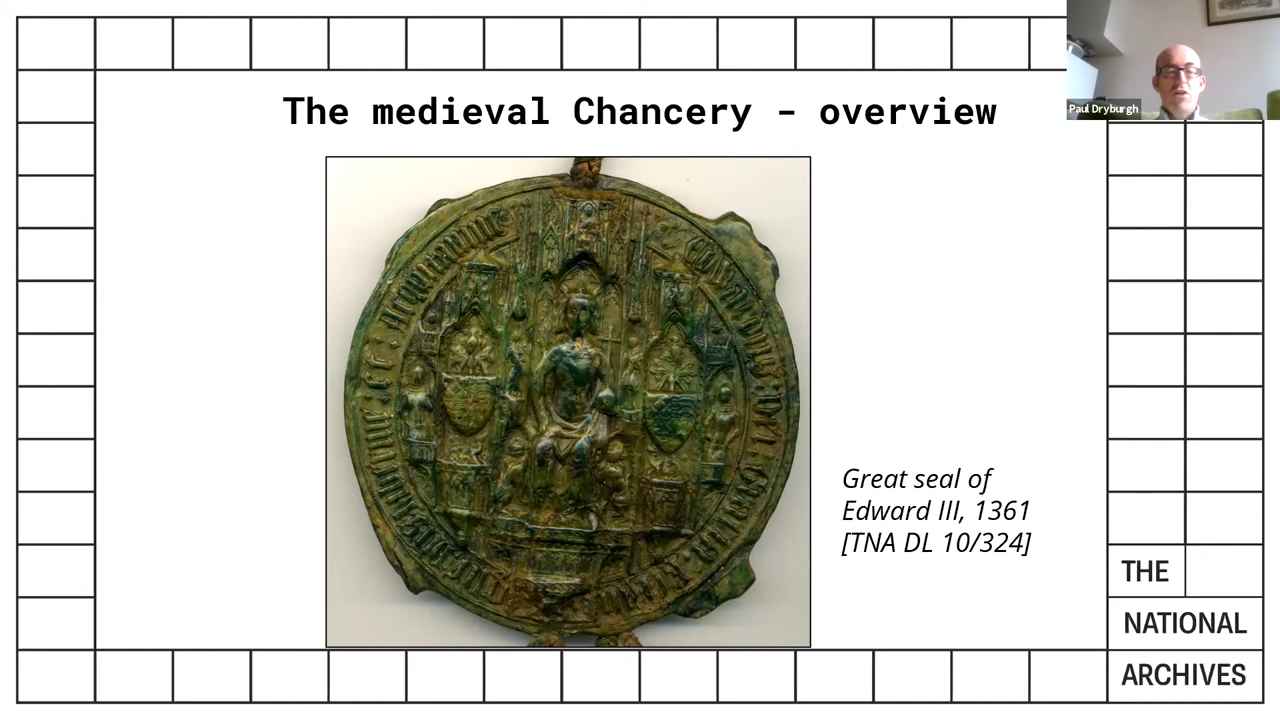 The medieval Chancery – overview
Paul Dryburgh
Great seal of
Edward III, 1361
[TNA DL 10/324]
THE
NATIONAL
ARCHIVES